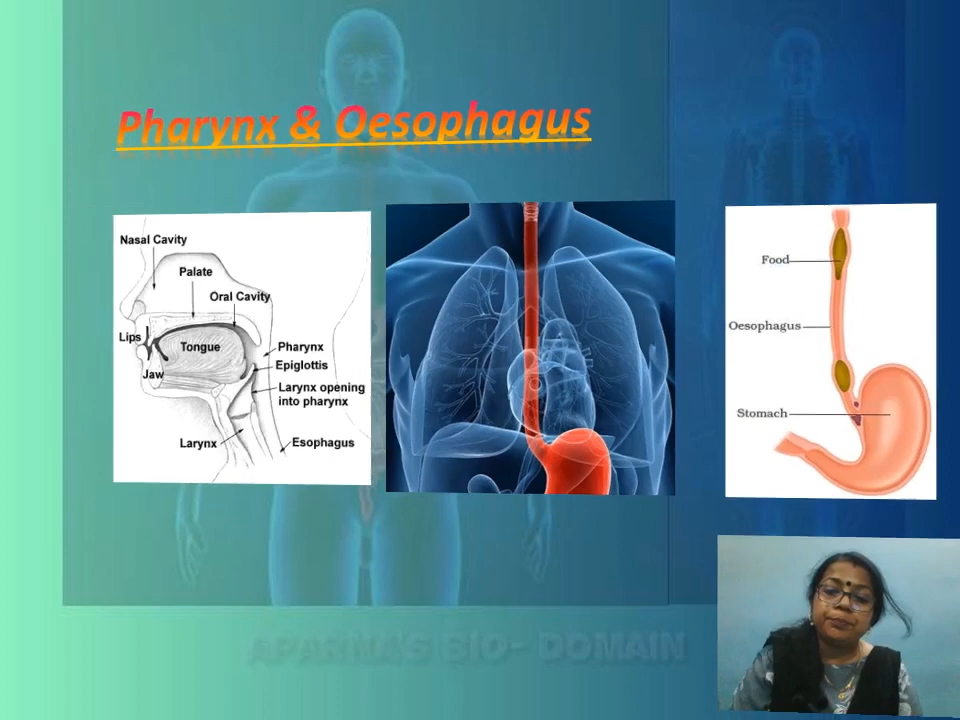 Pharynx & Oesophagus
Nasal Cavity
Palate
Oral Cavity
Lips
Tongue
Pharynx
Epiglottis
Jaw
Larynx opening
into pharynx
Larynx
Esophagus
Food
Oesophagus
Stomach
APARNA'S BIO- DOMAIN